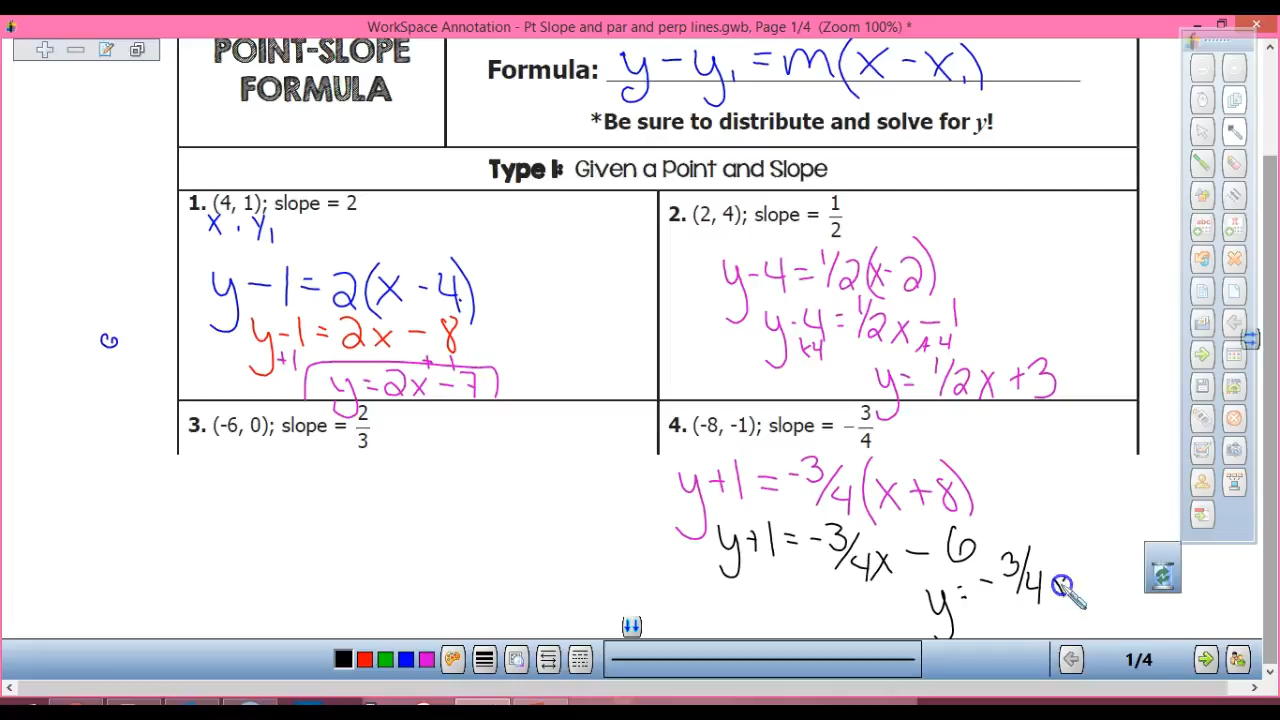 WorkSpace Annotation - Pt Slope and par and perp lines.gwb, Page 1/4 (Zoom 100%) *
POINT-SLOPE
FORMULA
Formula: y - y₁ = m(x - x₁)
*Be sure to distribute and solve for y!
Type 1: Given a Point and Slope
1. (4, 1); slope = 2
x, y₁
y - 1 = 2(x - 4)
y - 1 = 2x - 8
+1 +1
y = 2x - 7
2. (2, 4); slope = 1/2
y - 4 = 1/2(x - 2)
y - 4 = 1/2x - 1
+4 +4
y = 1/2x + 3
3. (-6, 0); slope = 2/3
4. (-8, -1); slope = -3/4
y + 1 = -3/4(x + 8)
y + 1 = -3/4x - 6
y = -3/4
1/4